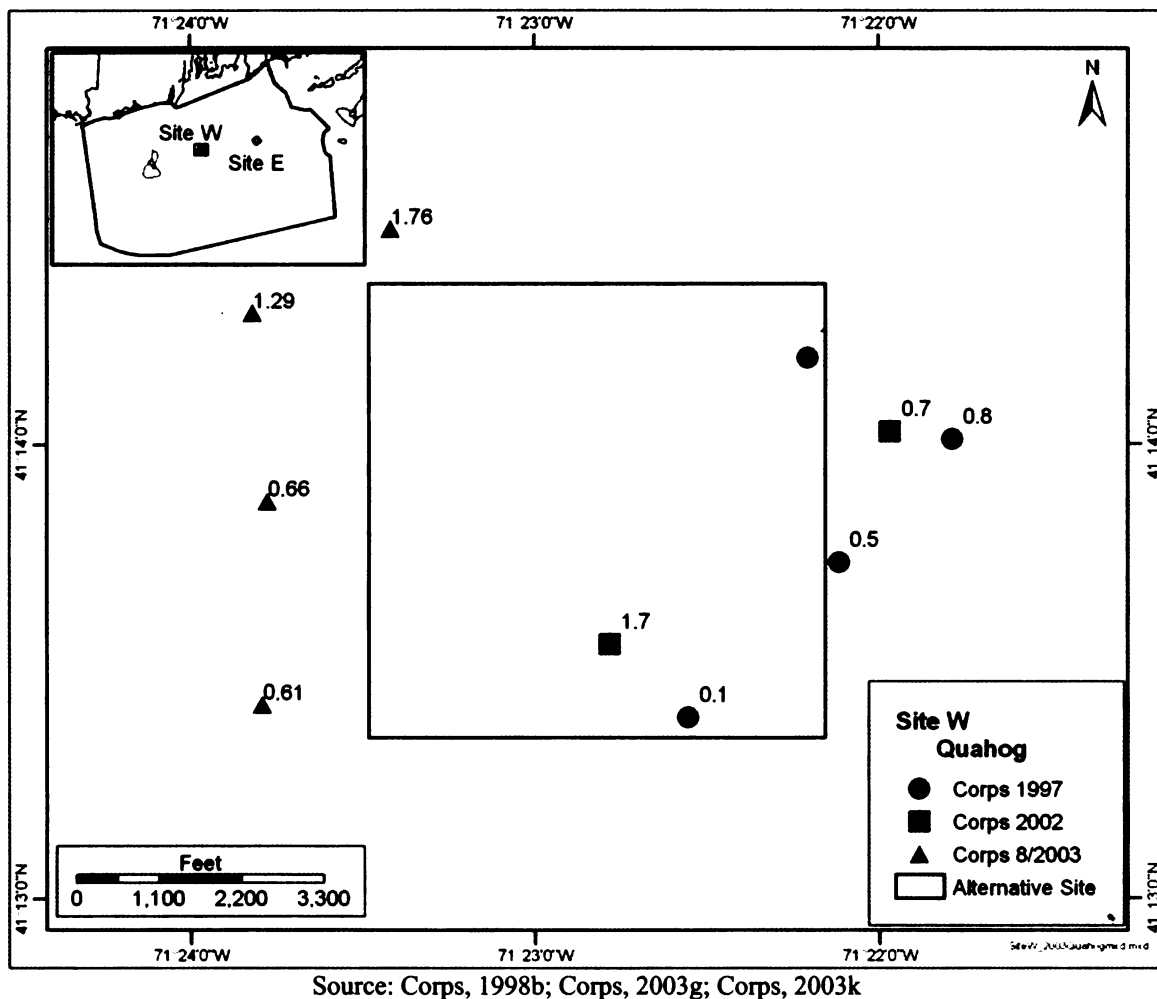 71°24'0"W 71°23'0"W 71°22'0"W
N
Site W
Site E
1.76
1.29
0.7
0.8
41°14'0"N 41°14'0"N
0.66
0.5
1.7
0.61
0.1
Site W
Quahog
Corps 1997
Corps 2002
Corps 8/2003
Alternative Site
Feet
0 1,100 2,200 3,300
41°13'0"N 41°13'0"N
71°24'0"W 71°23'0"W 71°22'0"W
Source: Corps, 1998b; Corps, 2003g; Corps, 2003k